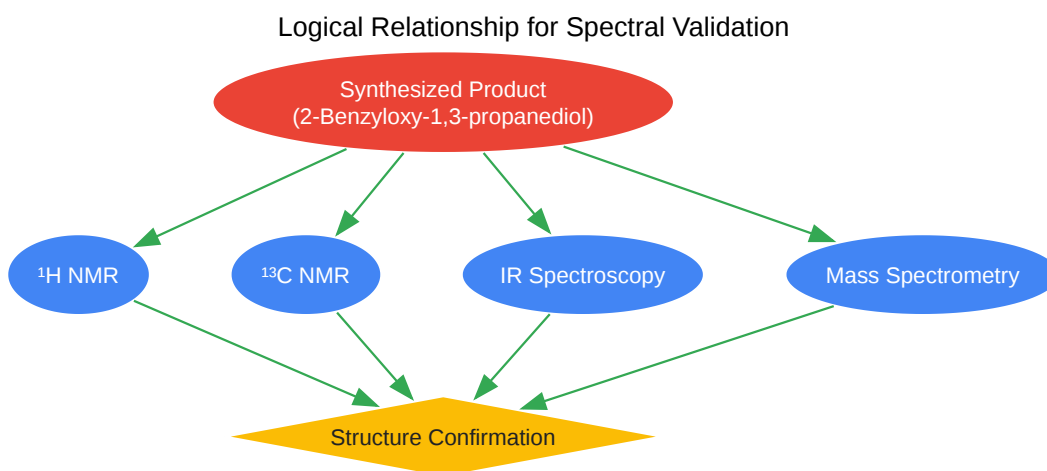 Logical Relationship for Spectral Validation
Synthesized Product
(2-Benzyloxy-1,3-propanediol)
¹H NMR
¹³C NMR
IR Spectroscopy
Mass Spectrometry
Structure Confirmation